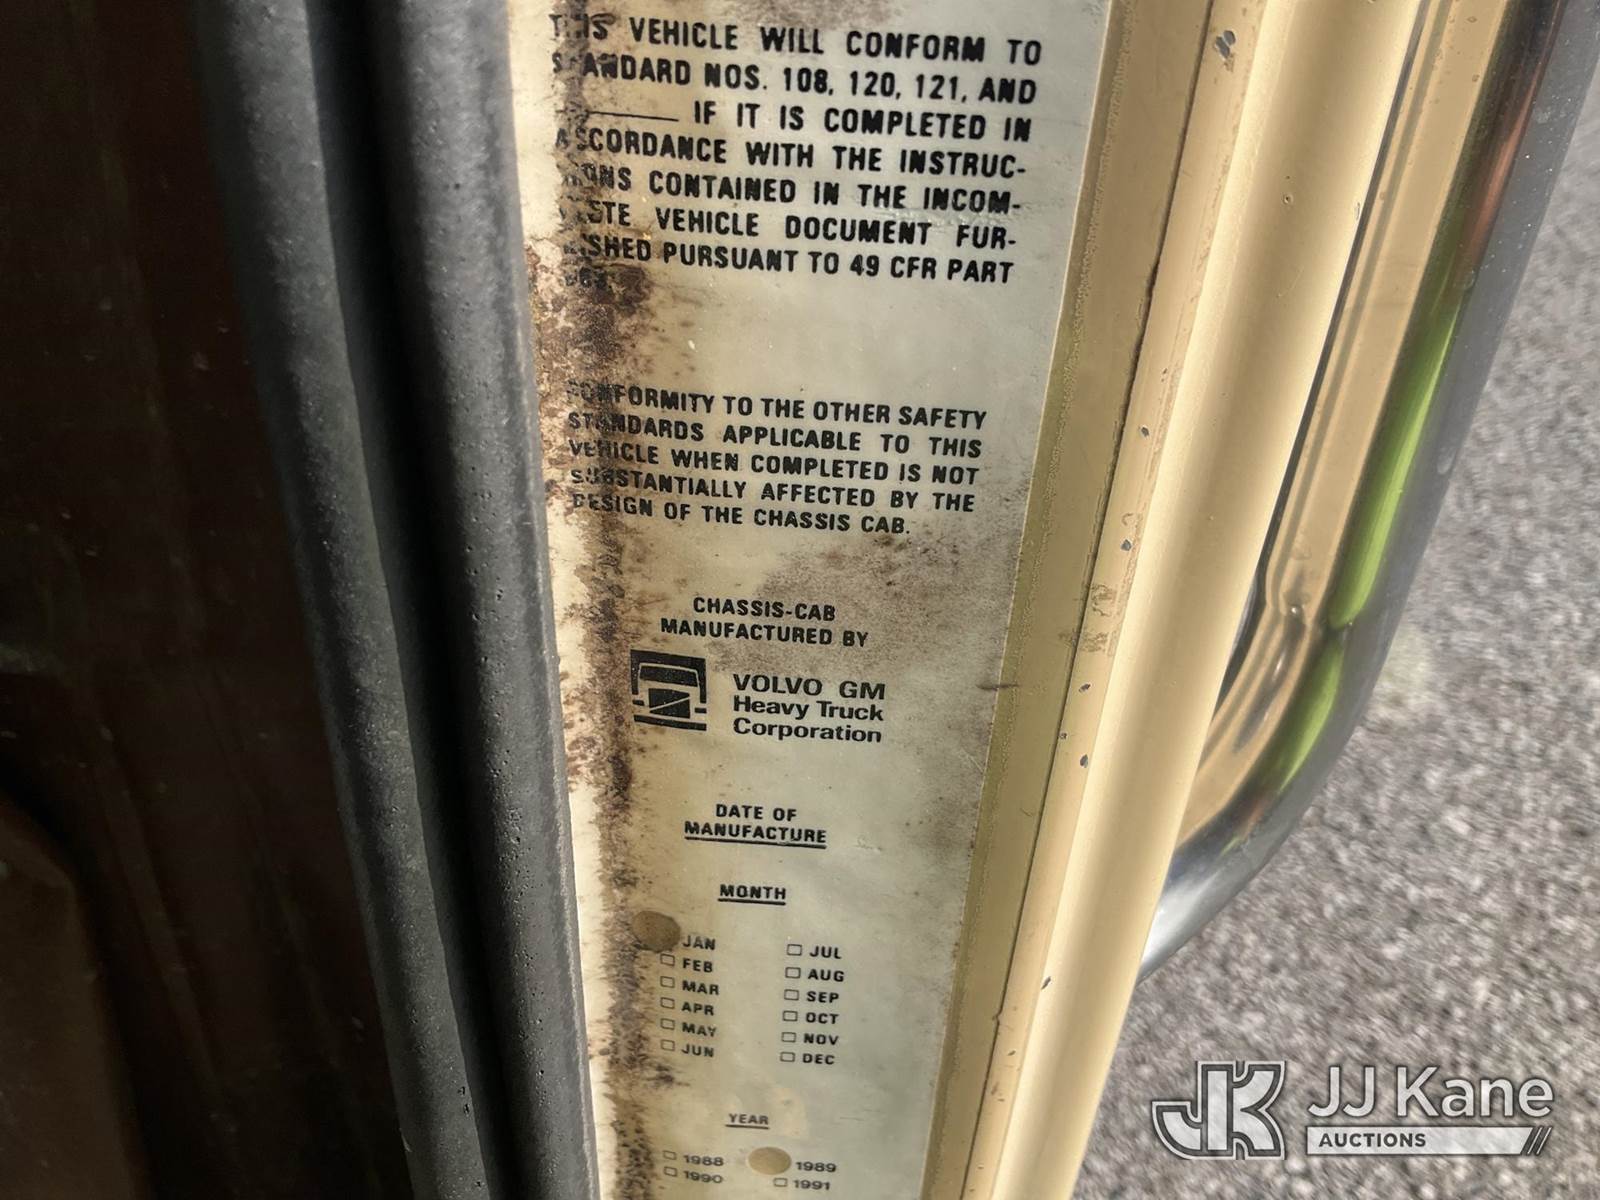 THIS VEHICLE WILL CONFORM TO
STANDARD NOS. 108, 120, 121, AND
IF IT IS COMPLETED IN
ACCORDANCE WITH THE INSTRUC-
TIONS CONTAINED IN THE INCOM-
PLETE VEHICLE DOCUMENT FUR-
NISHED PURSUANT TO 49 CFR PART
CONFORMITY TO THE OTHER SAFETY
STANDARDS APPLICABLE TO THIS
VEHICLE WHEN COMPLETED IS NOT
SUBSTANTIALLY AFFECTED BY THE
DESIGN OF THE CHASSIS CAB.
CHASSIS-CAB
MANUFACTURED BY
VOLVO GM
Heavy Truck
Corporation
DATE OF
MANUFACTURE
MONTH
JAN JUL
FEB AUG
MAR SEP
APR OCT
MAY NOV
JUN DEC
YEAR
1988 1989
1990 1991
JK JJ Kane
AUCTIONS